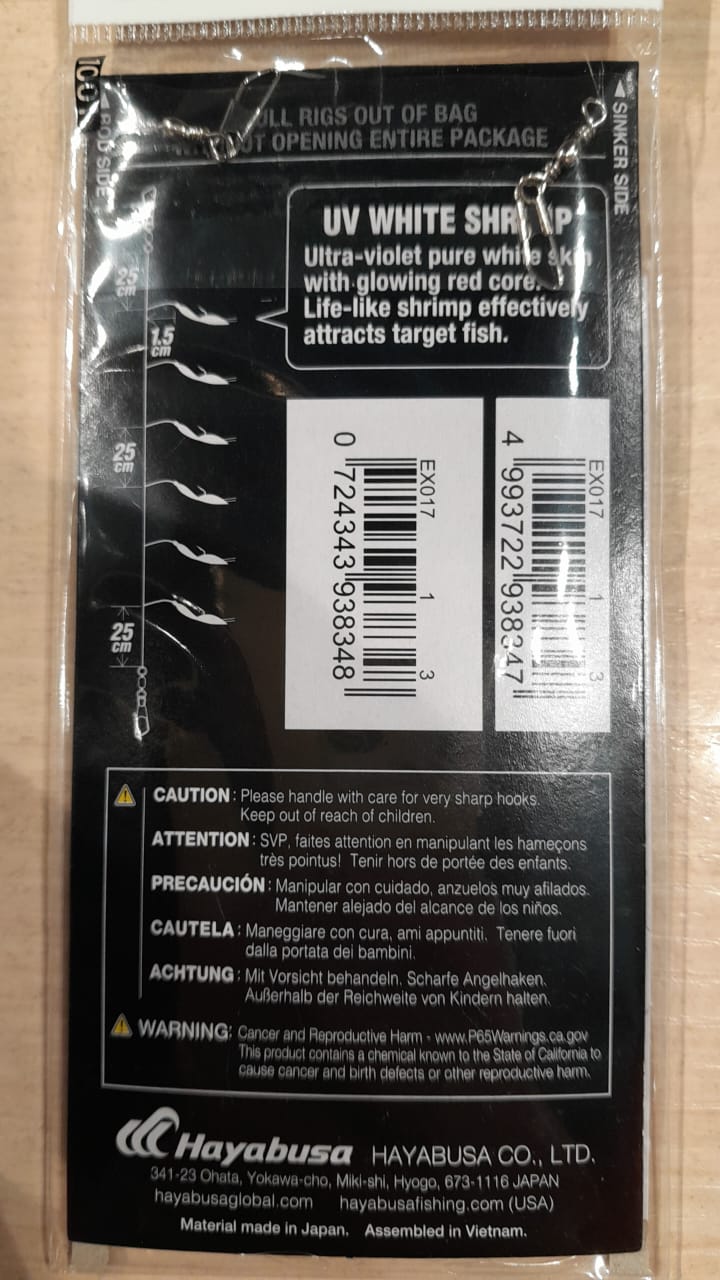 ROD SIDE
SINKER SIDE
OUT OF BAG
OPENING ENTIRE PACKAGE
RIGS
UV WHITE
Ultra-violet pure white
with glowing red core.
Life-like shrimp effectively
attracts target fish.
25
cm
1.5
cm
25
cm
25
cm
EX017 1 3
0 724343 938348
EX017 1 3
4 993722 938347
CAUTION : Please handle with care for very sharp hooks.
Keep out of reach of children.
ATTENTION : SVP, faites attention en manipulant les hameçons
très pointus! Tenir hors de portée des enfants.
PRECAUCIÓN : Manipular con cuidado, anzuelos muy afilados.
Mantener alejado del alcance de los niños.
CAUTELA : Maneggiare con cura, ami appuntiti. Tenere fuori
dalla portata dei bambini.
ACHTUNG : Mit Vorsicht behandeln. Scharfe Angelhaken.
Außerhalb der Reichweite von Kindern halten.
WARNING: Cancer and Reproductive Harm - www.P65Warnings.ca.gov
This product contains a chemical known to the State of California to
cause cancer and birth defects or other reproductive harm.
Hayabusa HAYABUSA CO., LTD.
341-23 Ohata, Yokawa-cho, Miki-shi, Hyogo, 673-1116 JAPAN
hayabusaglobal.com hayabusafishing.com (USA)
Material made in Japan. Assembled in Vietnam.